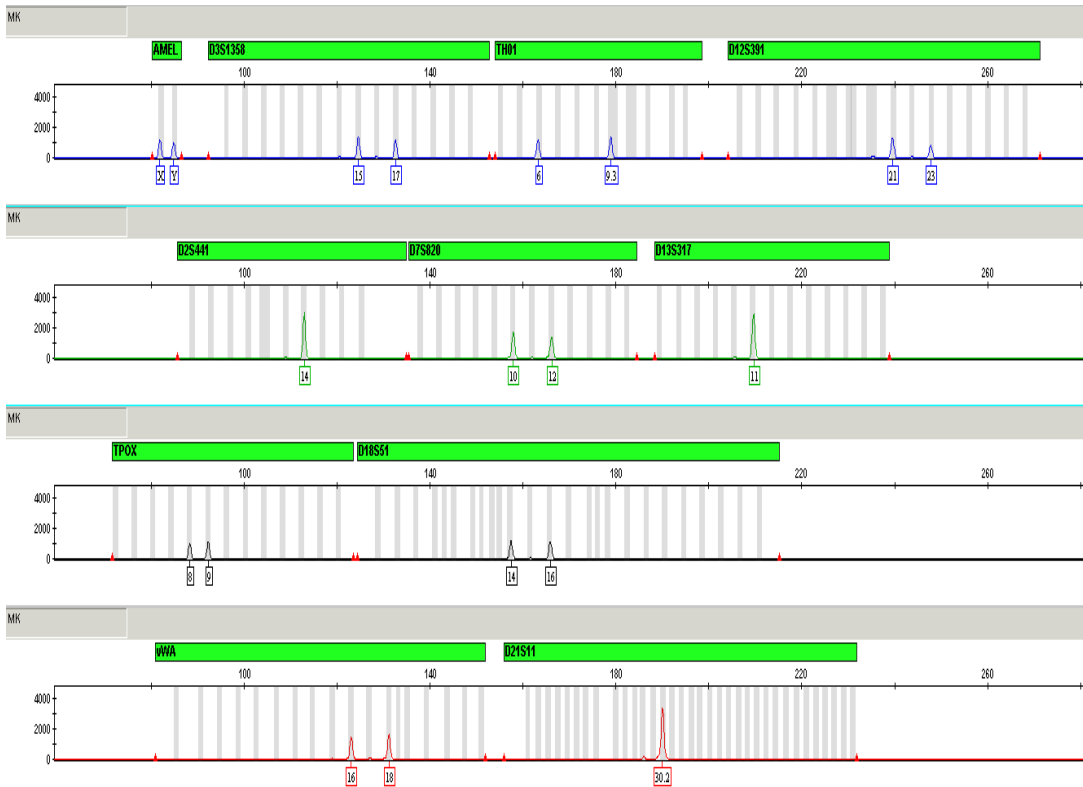 MK
AMEL D3S1358 TH01 D12S391
100 140 180 220 260
4000
2000
0
X Y 15 17 6 9.3 21 23
MK
D2S441 D7S820 D13S317
100 140 180 220 260
4000
2000
0
14 10 12 11
MK
TPOX D18S51
100 140 180 220 260
4000
2000
0
8 9 14 16
MK
vWA D21S11
100 140 180 220 260
4000
2000
0
16 18 30.2